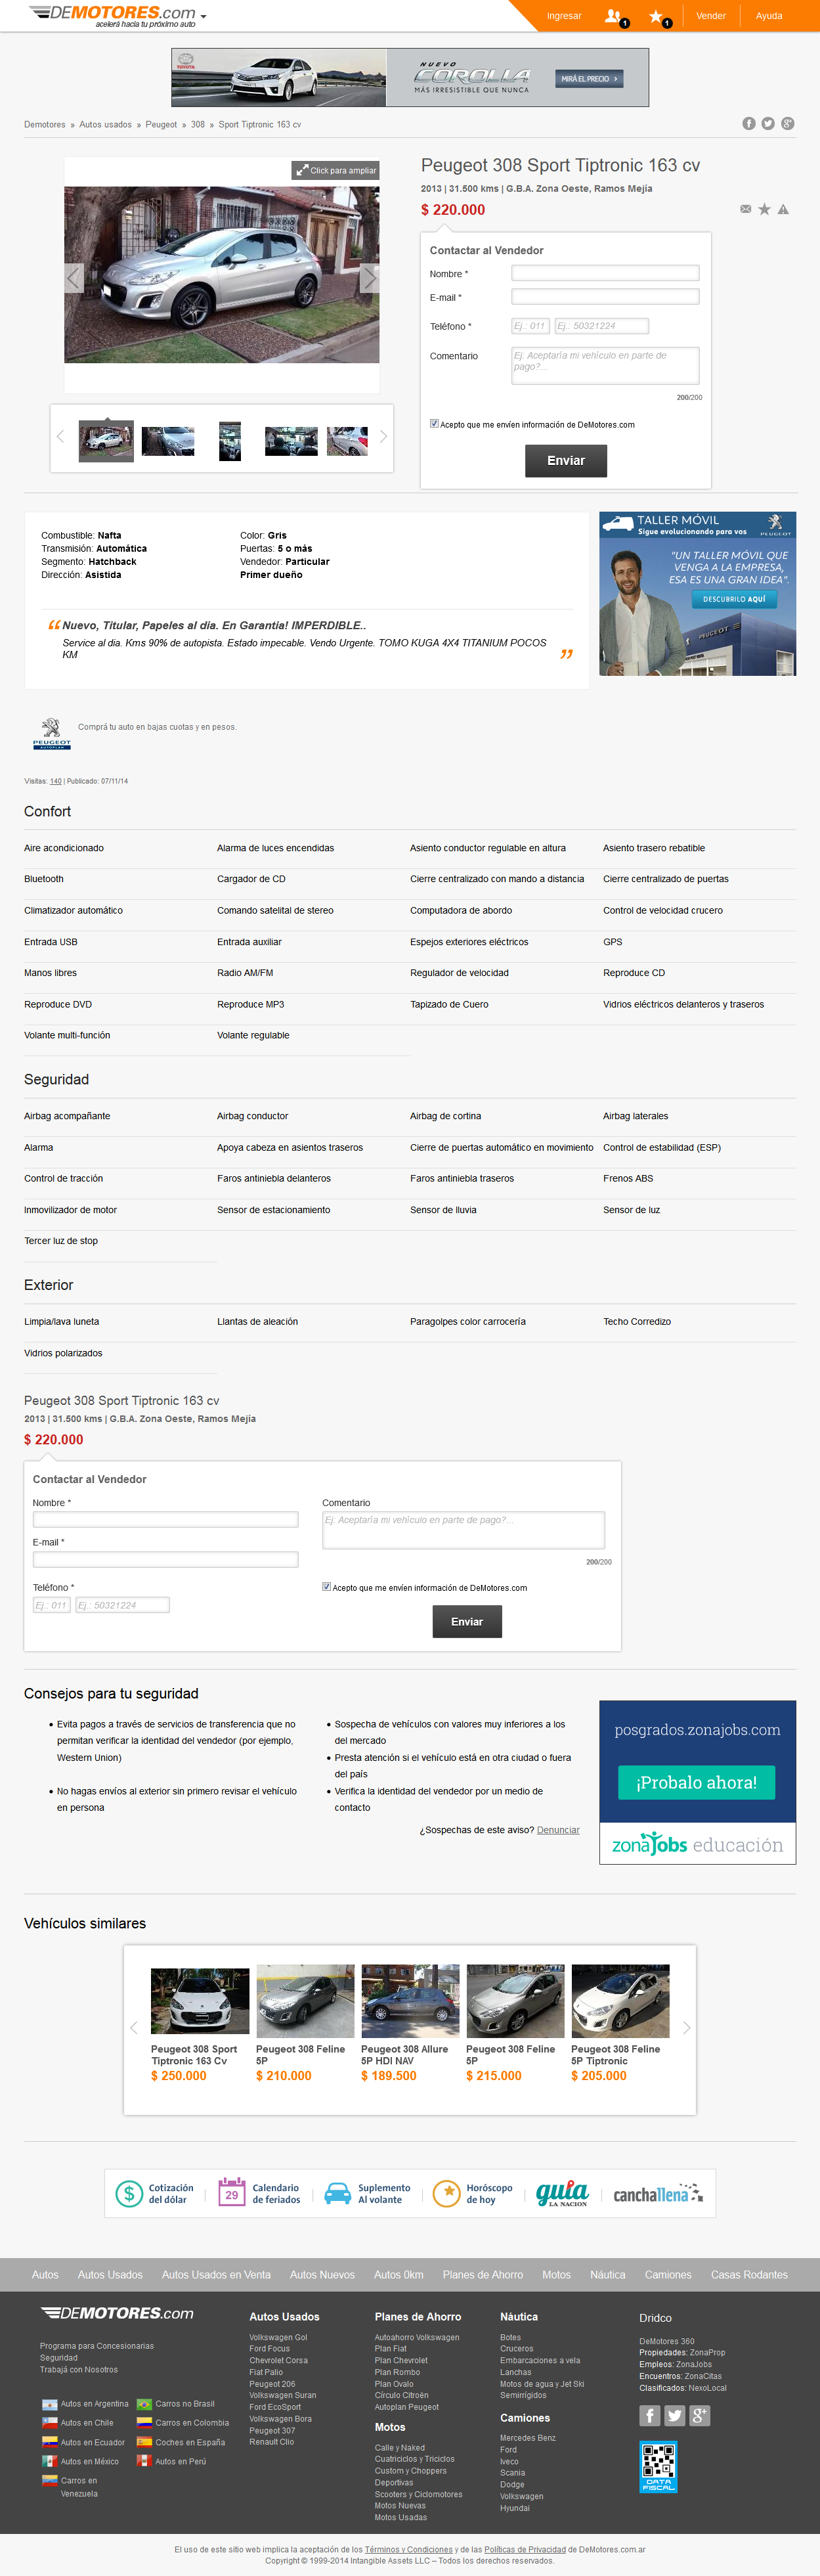 DEMOTORES.com
acelerá hacia tu próximo auto
Ingresar 1 1 Vender Ayuda
TOYOTA NUEVO COROLLA MÁS IRRESISTIBLE QUE NUNCA MIRÁ EL PRECIO ›
Demotores » Autos usados » Peugeot » 308 » Sport Tiptronic 163 cv
Click para ampliar
Peugeot 308 Sport Tiptronic 163 cv
2013 | 31.500 kms | G.B.A. Zona Oeste, Ramos Mejía
$ 220.000
Contactar al Vendedor
Nombre *
E-mail *
Teléfono * Ej.: 011 Ej.: 50321224
Comentario Ej: Aceptaría mi vehículo en parte de
pago?...
200/200
Acepto que me envíen información de DeMotores.com
Enviar
Combustible: Nafta
Transmisión: Automática
Segmento: Hatchback
Dirección: Asistida
Color: Gris
Puertas: 5 o más
Vendedor: Particular
Primer dueño
“ Nuevo, Titular, Papeles al dia. En Garantia! IMPERDIBLE..
Service al dia. Kms 90% de autopista. Estado impecable. Vendo Urgente. TOMO KUGA 4X4 TITANIUM POCOS
KM ”
TALLER MÓVIL
Sigue evolucionando para vos
PEUGEOT
"UN TALLER MÓVIL QUE
VENGA A LA EMPRESA,
ESA ES UNA GRAN IDEA".
DESCUBRILO AQUÍ
PEUGEOT
PEUGEOT
AUTOPLAN
Comprá tu auto en bajas cuotas y en pesos.
Visitas: 140 | Publicado: 07/11/14
Confort
Aire acondicionado Alarma de luces encendidas Asiento conductor regulable en altura Asiento trasero rebatible
Bluetooth Cargador de CD Cierre centralizado con mando a distancia Cierre centralizado de puertas
Climatizador automático Comando satelital de stereo Computadora de abordo Control de velocidad crucero
Entrada USB Entrada auxiliar Espejos exteriores eléctricos GPS
Manos libres Radio AM/FM Regulador de velocidad Reproduce CD
Reproduce DVD Reproduce MP3 Tapizado de Cuero Vidrios eléctricos delanteros y traseros
Volante multi-función Volante regulable
Seguridad
Airbag acompañante Airbag conductor Airbag de cortina Airbag laterales
Alarma Apoya cabeza en asientos traseros Cierre de puertas automático en movimiento Control de estabilidad (ESP)
Control de tracción Faros antiniebla delanteros Faros antiniebla traseros Frenos ABS
Inmovilizador de motor Sensor de estacionamiento Sensor de lluvia Sensor de luz
Tercer luz de stop
Exterior
Limpia/lava luneta Llantas de aleación Paragolpes color carrocería Techo Corredizo
Vidrios polarizados
Peugeot 308 Sport Tiptronic 163 cv
2013 | 31.500 kms | G.B.A. Zona Oeste, Ramos Mejía
$ 220.000
Contactar al Vendedor
Nombre *
E-mail *
Teléfono *
Ej.: 011 Ej.: 50321224
Comentario
Ej: Aceptaría mi vehículo en parte de pago?...
200/200
Acepto que me envíen información de DeMotores.com
Enviar
Consejos para tu seguridad
• Evita pagos a través de servicios de transferencia que no
permitan verificar la identidad del vendedor (por ejemplo,
Western Union)
• No hagas envíos al exterior sin primero revisar el vehículo
en persona
• Sospecha de vehículos con valores muy inferiores a los
del mercado
• Presta atención si el vehículo está en otra ciudad o fuera
del país
• Verifica la identidad del vendedor por un medio de
contacto
¿Sospechas de este aviso? Denunciar
posgrados.zonajobs.com
¡Probalo ahora!
zonajobs educación
Vehículos similares
Peugeot 308 Sport
Tiptronic 163 Cv
$ 250.000
Peugeot 308 Feline
5P
$ 210.000
Peugeot 308 Allure
5P HDI NAV
$ 189.500
Peugeot 308 Feline
5P
$ 215.000
Peugeot 308 Feline
5P Tiptronic
$ 205.000
$ Cotización
del dólar
29 Calendario
de feriados
Suplemento
Al volante
Horóscopo
de hoy
guía
LA NACION
canchallena
Autos Autos Usados Autos Usados en Venta Autos Nuevos Autos 0km Planes de Ahorro Motos Náutica Camiones Casas Rodantes
DEMOTORES.com
Programa para Concesionarias
Seguridad
Trabajá con Nosotros
Autos en Argentina Carros no Brasil
Autos en Chile Carros en Colombia
Autos en Ecuador Coches en España
Autos en México Autos en Perú
Carros en
Venezuela
Autos Usados
Volkswagen Gol
Ford Focus
Chevrolet Corsa
Fiat Palio
Peugeot 206
Volkswagen Suran
Ford EcoSport
Volkswagen Bora
Peugeot 307
Renault Clio
Planes de Ahorro
Autoahorro Volkswagen
Plan Fiat
Plan Chevrolet
Plan Rombo
Plan Ovalo
Círculo Citroën
Autoplan Peugeot
Motos
Calle y Naked
Cuatriciclos y Triciclos
Custom y Choppers
Deportivas
Scooters y Ciclomotores
Motos Nuevas
Motos Usadas
Náutica
Botes
Cruceros
Embarcaciones a vela
Lanchas
Motos de agua y Jet Ski
Semirrígidos
Camiones
Mercedes Benz
Ford
Iveco
Scania
Dodge
Volkswagen
Hyundai
Dridco
DeMotores 360
Propiedades: ZonaProp
Empleos: ZonaJobs
Encuentros: ZonaCitas
Clasificados: NexoLocal
DATA
FISCAL
El uso de este sitio web implica la aceptación de los Términos y Condiciones y de las Políticas de Privacidad de DeMotores.com.ar
Copyright © 1999-2014 Intangible Assets LLC – Todos los derechos reservados.